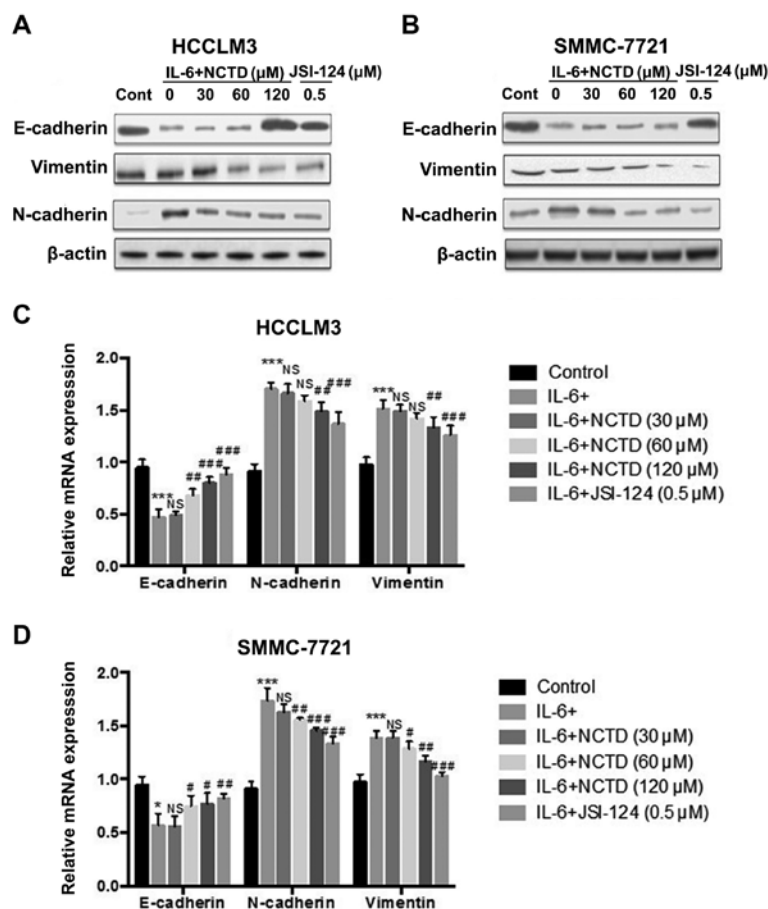 A
HCCLM3
IL-6+NCTD (µM) JSI-124 (µM)
Cont 0 30 60 120 0.5
E-cadherin
Vimentin
N-cadherin
β-actin
B
SMMC-7721
IL-6+NCTD (µM) JSI-124 (µM)
Cont 0 30 60 120 0.5
E-cadherin
Vimentin
N-cadherin
β-actin
C
HCCLM3
Relative mRNA expresssion
2.0
1.5
1.0
0.5
0.0
*** NS ## ### ###
*** NS NS ## ###
*** NS NS ## ###
E-cadherin N-cadherin Vimentin
Control
IL-6+
IL-6+NCTD (30 µM)
IL-6+NCTD (60 µM)
IL-6+NCTD (120 µM)
IL-6+JSI-124 (0.5 µM)
D
SMMC-7721
Relative mRNA expresssion
2.0
1.5
1.0
0.5
0.0
* NS # # ##
*** NS ## ### ###
*** NS # ## ###
E-cadherin N-cadherin Vimentin
Control
IL-6+
IL-6+NCTD (30 µM)
IL-6+NCTD (60 µM)
IL-6+NCTD (120 µM)
IL-6+JSI-124 (0.5 µM)